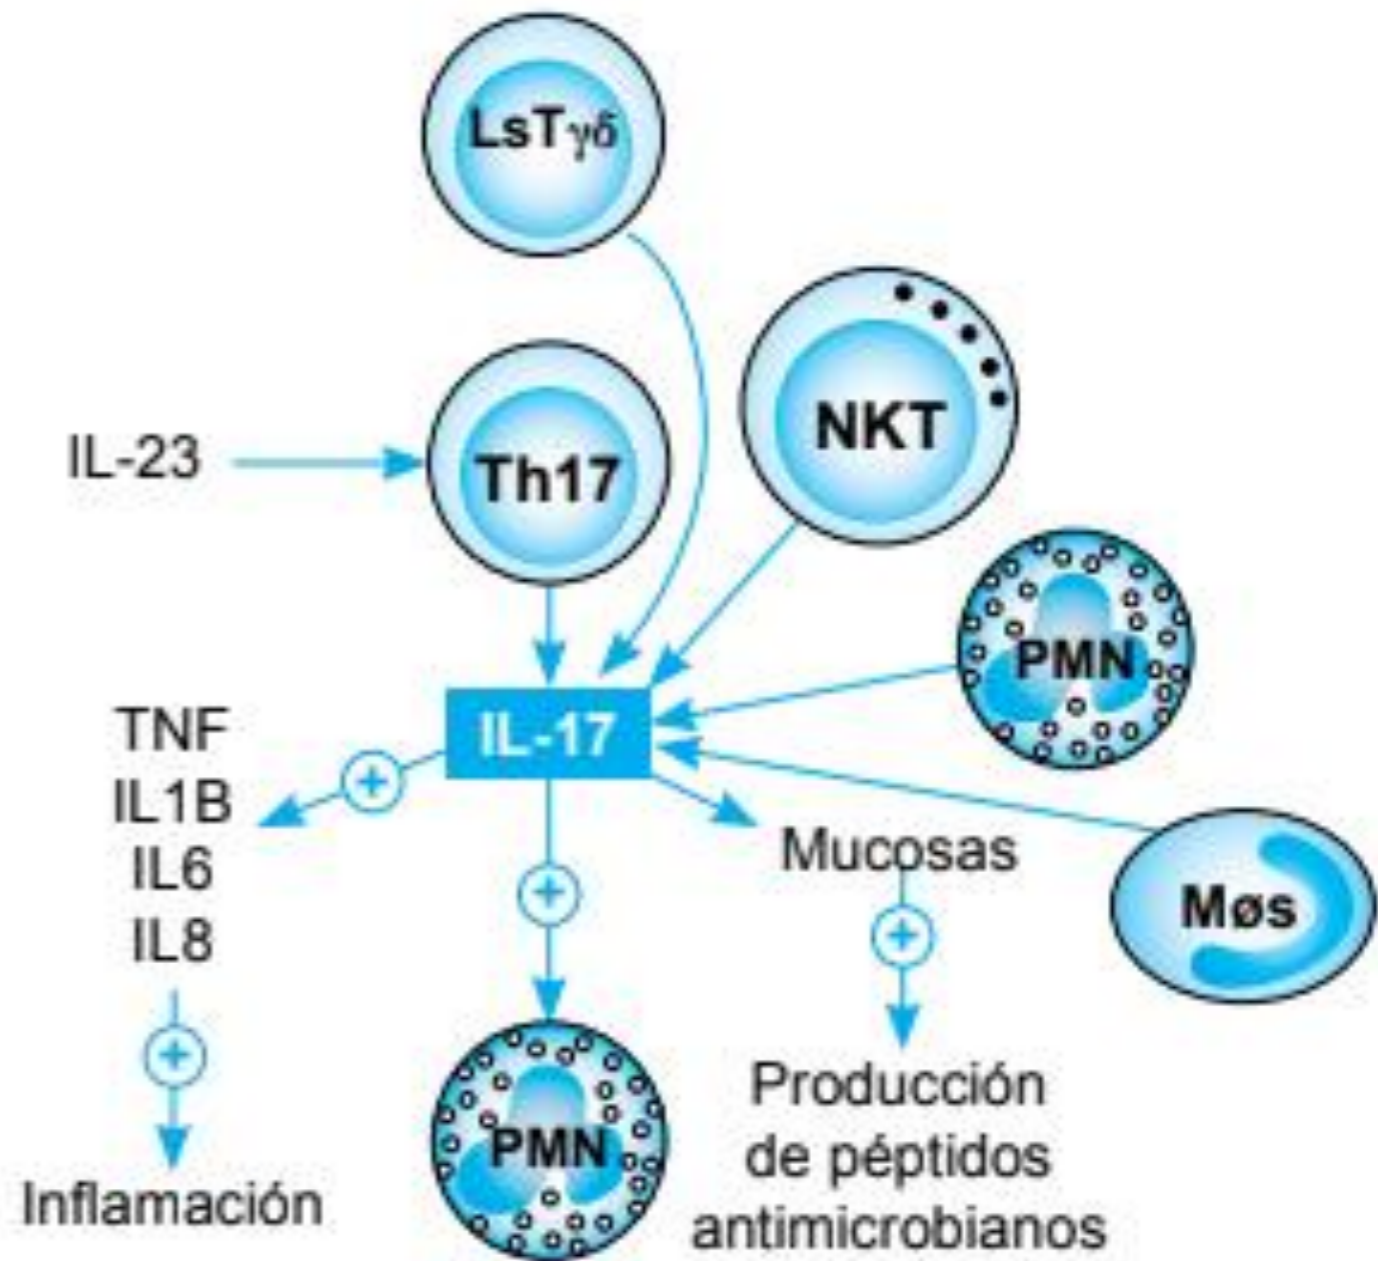 LsTγδ
NKT
IL-23
Th17
PMN
IL-17
TNF
IL1B
IL6
IL8
Mucosas
Møs
Inflamación
PMN
Producción
de péptidos
antimicrobianos